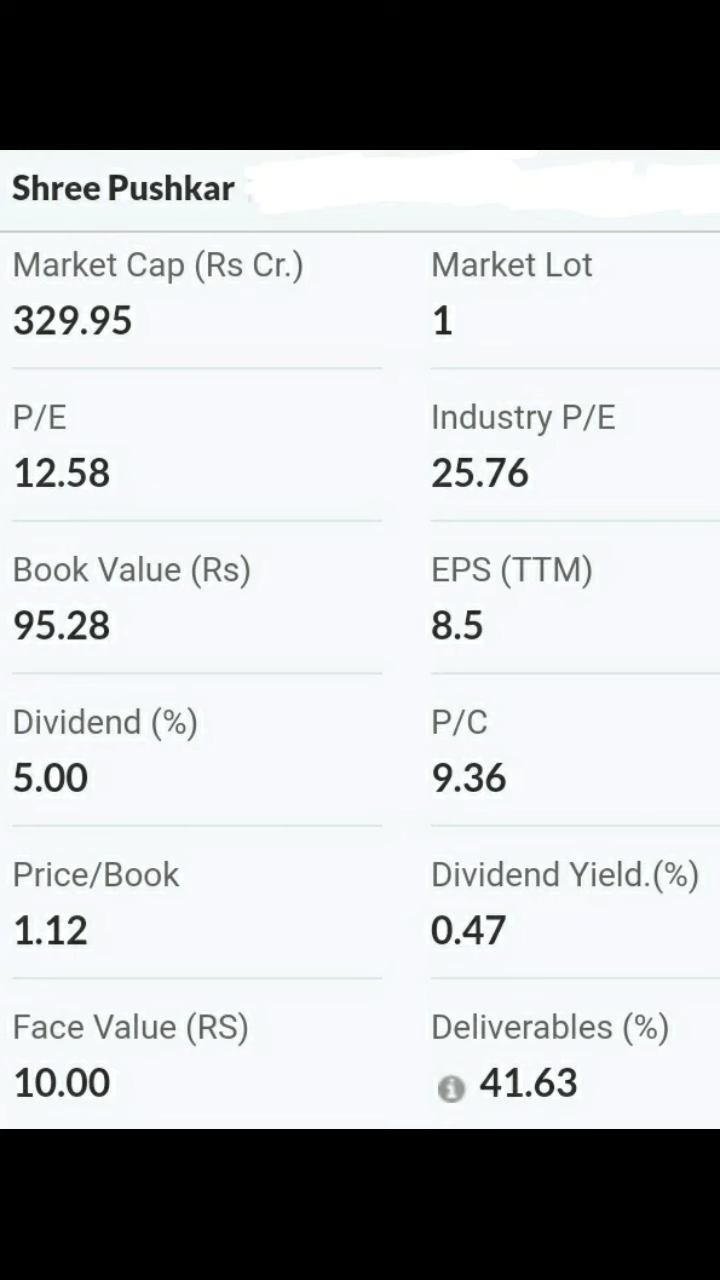 Shree Pushkar
Market Cap (Rs Cr.)
329.95
Market Lot
1
P/E
12.58
Industry P/E
25.76
Book Value (Rs)
95.28
EPS (TTM)
8.5
Dividend (%)
5.00
P/C
9.36
Price/Book
1.12
Dividend Yield.(%)
0.47
Face Value (RS)
10.00
Deliverables (%)
41.63